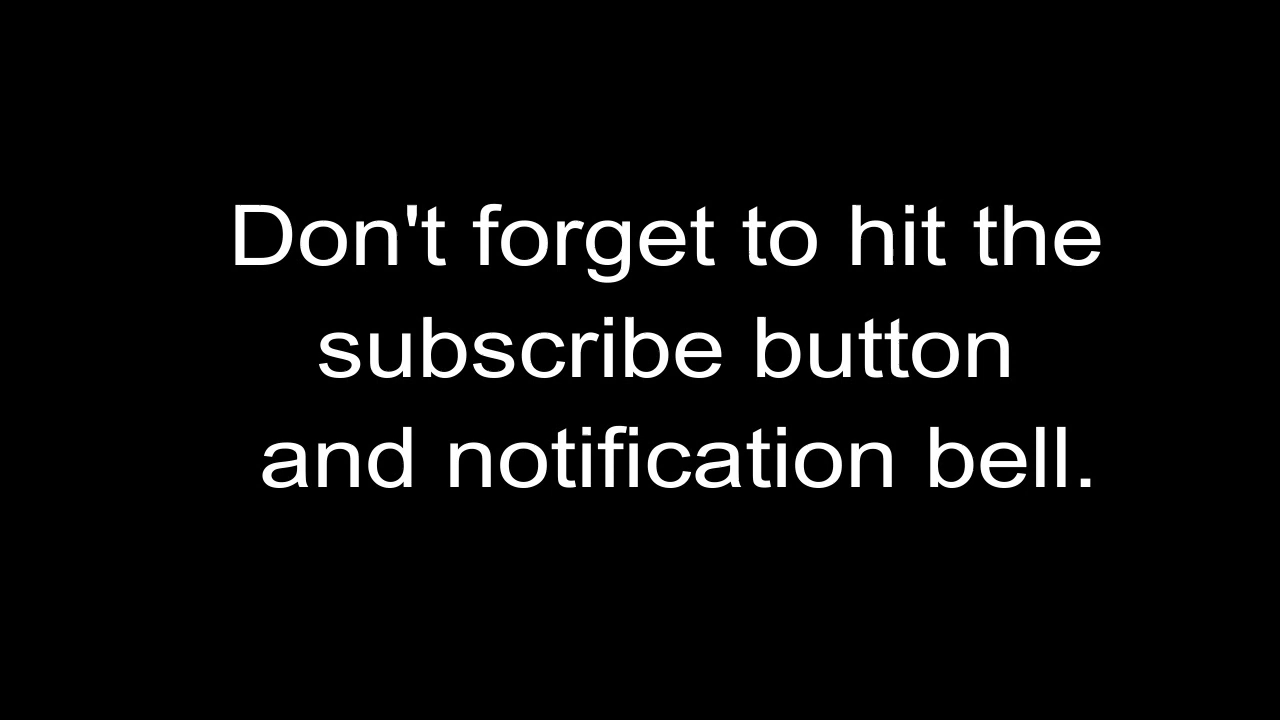 Don't forget to hit the
subscribe button
and notification bell.